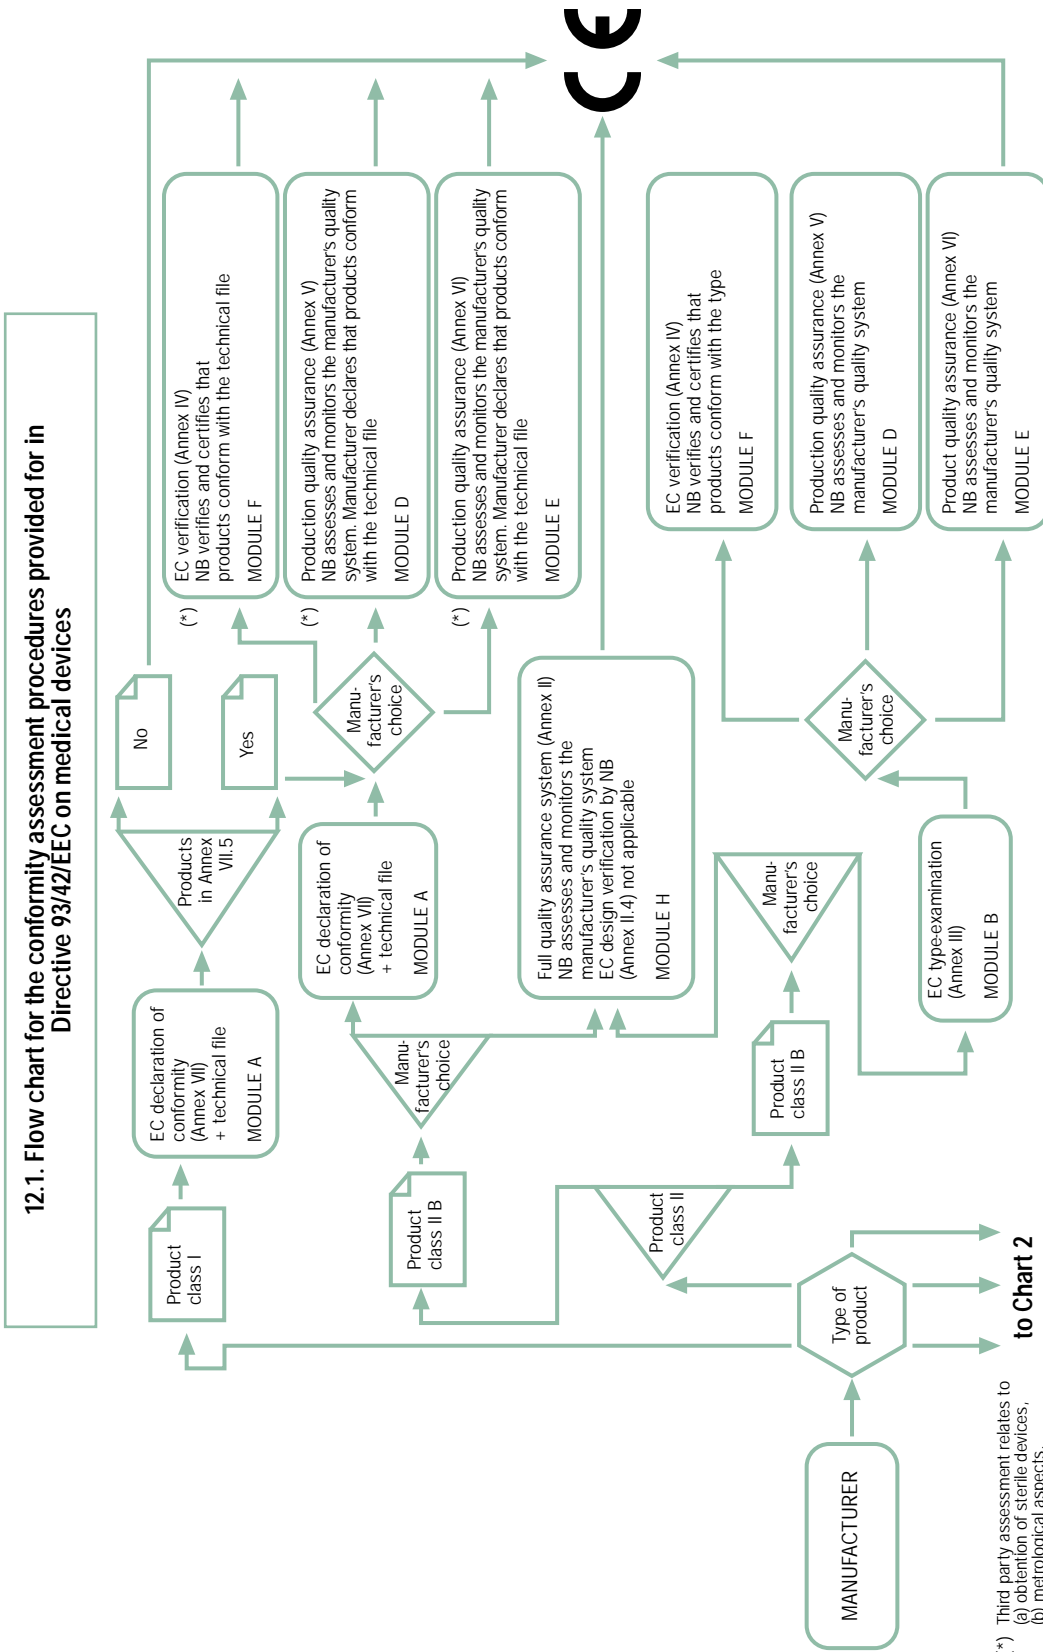 12.1. Flow chart for the conformity assessment procedures provided for in
Directive 93/42/EEC on medical devices
MANUFACTURER
Type of
product
to Chart 2
Product
class I
EC declaration of
conformity
(Annex VII)
+ technical file
MODULE A
Products
in Annex
VII.5
No
Yes
Product
class II
Product
class II B
Manu-
facturer's
choice
EC declaration of
conformity
(Annex VII)
+ technical file
MODULE A
Manu-
facturer's
choice
(*)
EC verification (Annex IV)
NB verifies and certifies that
products conform with the technical file
MODULE F
(*)
Production quality assurance (Annex V)
NB assesses and monitors the manufacturer's quality
system. Manufacturer declares that products conform
with the technical file
MODULE D
(*)
Production quality assurance (Annex VI)
NB assesses and monitors the manufacturer's quality
system. Manufacturer declares that products conform
with the technical file
MODULE E
Full quality assurance system (Annex II)
NB assesses and monitors the
manufacturer's quality system
EC design verification by NB
(Annex II.4) not applicable
MODULE H
Product
class II B
Manu-
facturer's
choice
EC type-examination
(Annex III)
MODULE B
Manu-
facturer's
choice
EC verification (Annex IV)
NB verifies and certifies that
products conform with the type
MODULE F
Production quality assurance (Annex V)
NB assesses and monitors the
manufacturer's quality system
MODULE D
Product quality assurance (Annex VI)
NB assesses and monitors the
manufacturer's quality system
MODULE E
CE
(*) Third party assessment relates to
(a) obtention of sterile devices,
(b) metrological aspects.